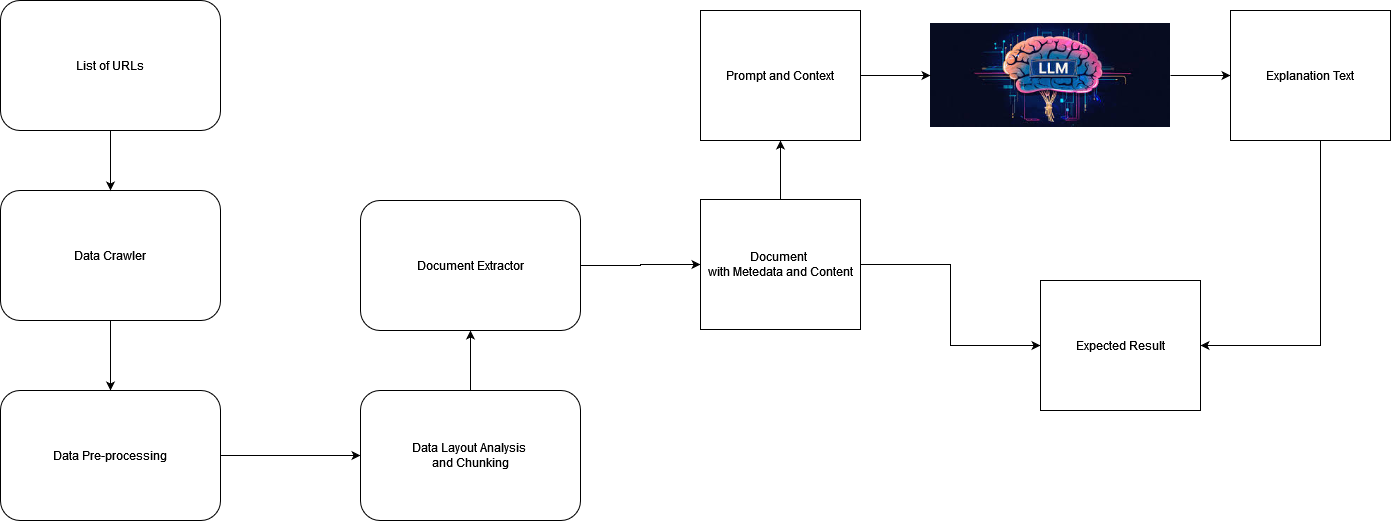 List of URLs
Data Crawler
Data Pre-processing
Data Layout Analysis
and Chunking
Document Extractor
Document
with Metedata and Content
Prompt and Context
LLM
Explanation Text
Expected Result